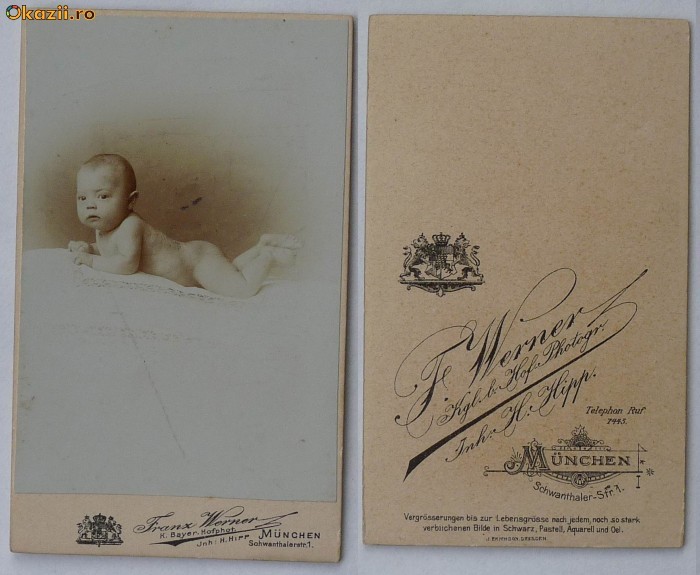 Okazii.ro
Franz Werner
K. Bayer. Hofphot.
Jnh: H. Hipp MÜNCHEN
Schwanthalerstr. 1.
F. Werner
Kgl. b. Hof-Photogr.
Inh: H. Hipp.
Telephon Ruf
7445.
MÜNCHEN
Schwanthaler-Str. 1.
Vergrösserungen bis zur Lebensgrösse nach jedem, noch so stark
verblichenen Bilde in Schwarz, Pastell, Aquarell und Oel.